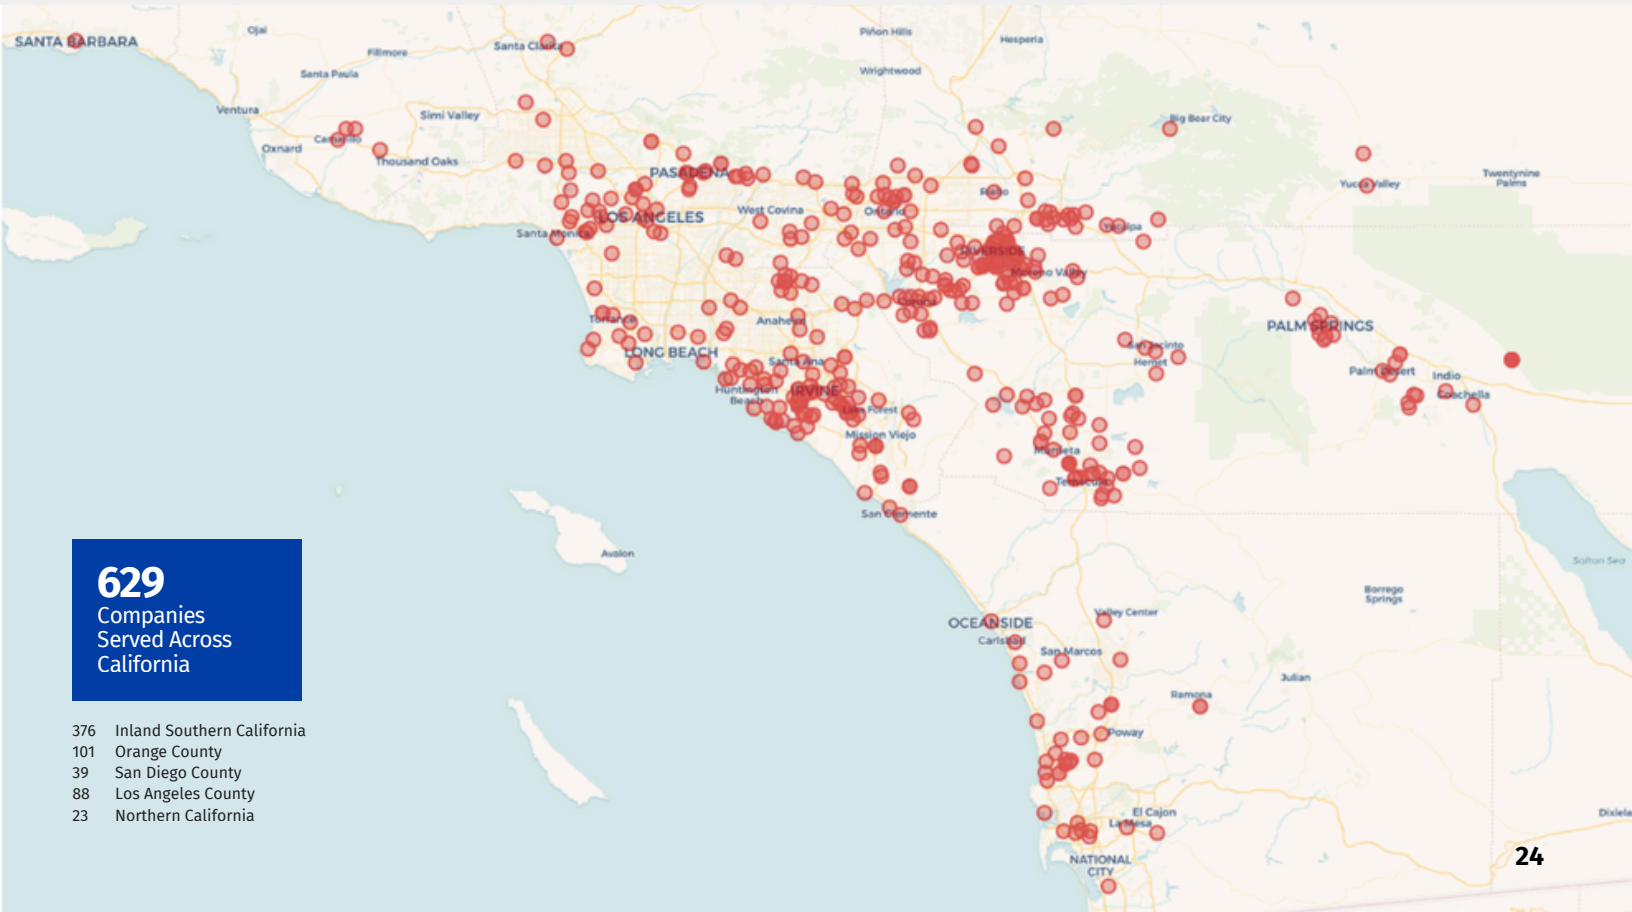 SANTA BARBARA
Ojai
Santa Clarita
Piñon Hills
Hesperia
Fillmore
Santa Paula
Wrightwood
Ventura
Simi Valley
Big Bear City
Camarillo
Oxnard
Thousand Oaks
PASADENA
Twentynine
Palms
Yucca Valley
Rialto
West Covina
Ontario
LOS ANGELES
Santa Monica
Yucaipa
RIVERSIDE
Moreno Valley
Corona
Torrance
Anaheim
PALM SPRINGS
LONG BEACH
San Jacinto
Santa Ana
Hemet
Palm Desert
Indio
Huntington
Beach
IRVINE
Coachella
Lake Forest
Mission Viejo
Murrieta
Temecula
San Clemente
Avalon
Salton Sea
Borrego
Springs
OCEANSIDE
Valley Center
Carlsbad
San Marcos
Julian
Ramona
Poway
El Cajon
La Mesa
Dixiela
NATIONAL
CITY
629
Companies
Served Across
California
376 Inland Southern California
101 Orange County
39 San Diego County
88 Los Angeles County
23 Northern California
24